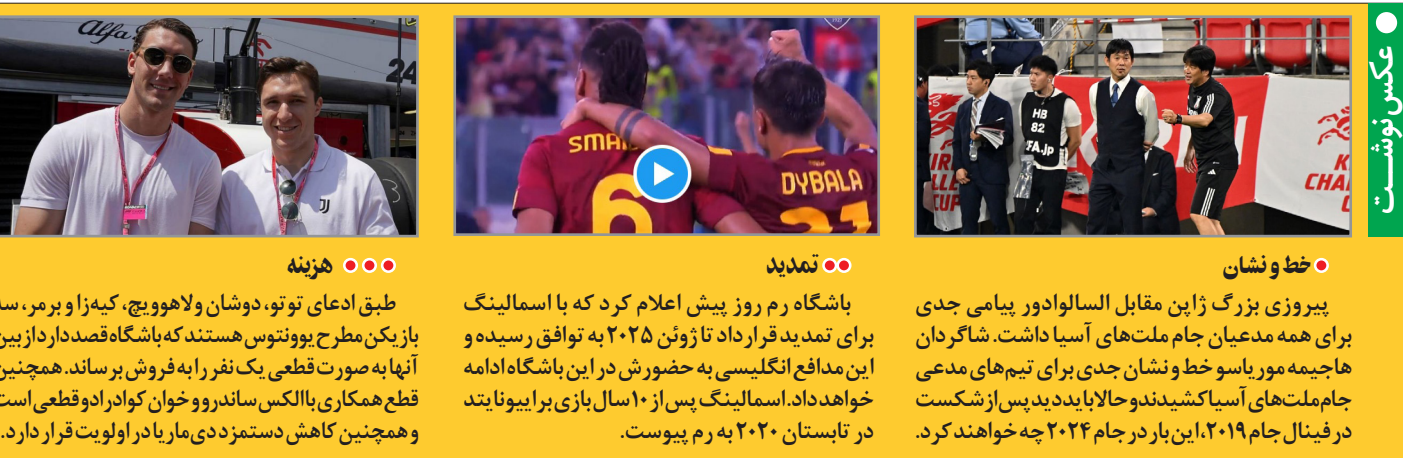 عکس نوشــت
خط و نشان
پیروزی بزرگ ژاپن مقابل السالوادور پیامی جدی
برای همه مدعیان جام ملت‌های آسیا داشت. شاگردان
هاجیمه موریاسو خط و نشان جدی برای تیم‌های مدعی
جام ملت‌های آسیا کشیدند و حالا باید دید پس از شکست
در فینال جام ۲۰۱۹، این بار در جام ۲۰۲۴ چه خواهند کرد.
تمدید
باشگاه رم روز پیش اعلام کرد که با اسمالینگ
برای تمدید قرارداد تا ژوئن ۲۰۲۵ به توافق رسیده و
این مدافع انگلیسی به حضورش در این باشگاه ادامه
خواهد داد. اسمالینگ پس از ۱۰ سال بازی برای یونایتد
در تابستان ۲۰۲۰ به رم پیوست.
هزینه
طبق ادعای توتو، دوشان ولاهوویچ، کیه‌زا و برمر، سه
بازیکن مطرح یوونتوس هستند که باشگاه قصد دارد از بین
آنها به صورت قطعی یک نفر را به فروش برساند. همچنین
قطع همکاری با الکس ساندرو و خوان کوادرادو قطعی است
و همچنین کاهش دستمزد دی ماریا در اولویت قرار دارد.
HB
82
JFA.jp
KIRIN
CUP
6
DYBALA
21
Alfa
24